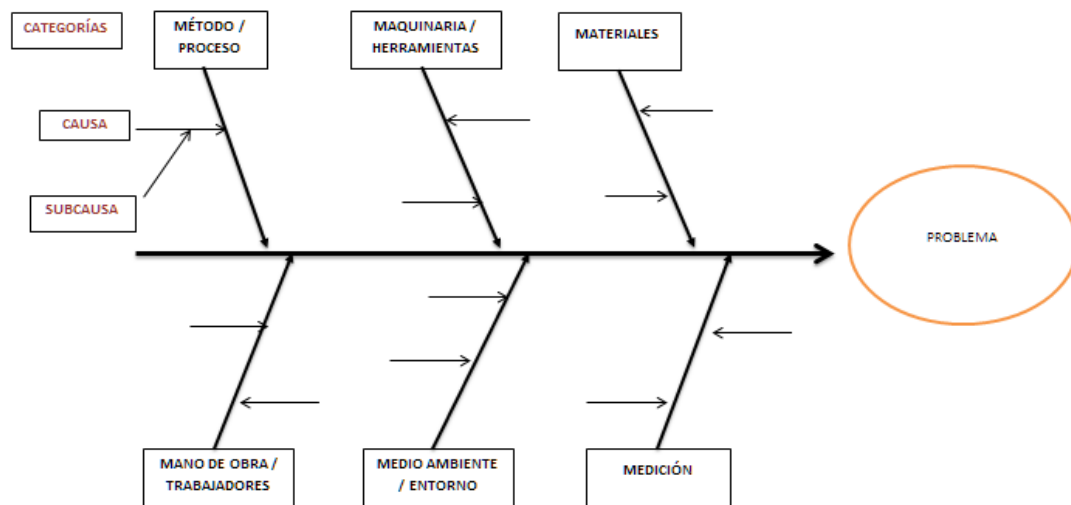 CATEGORÍAS
MÉTODO /
PROCESO
MAQUINARIA /
HERRAMIENTAS
MATERIALES
CAUSA
SUBCAUSA
PROBLEMA
MANO DE OBRA /
TRABAJADORES
MEDIO AMBIENTE
/ ENTORNO
MEDICIÓN